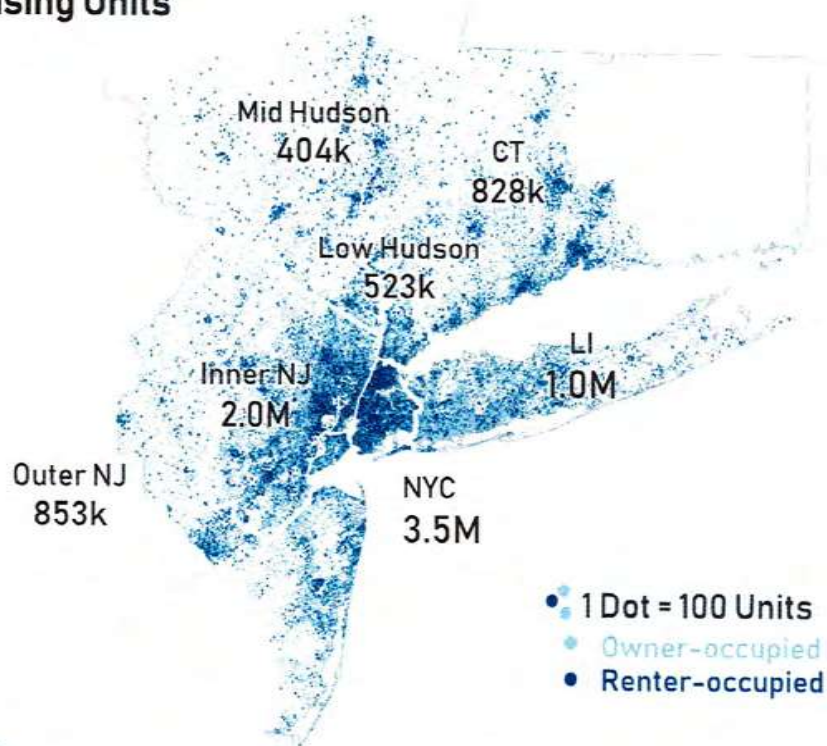 Units
Mid Hudson
404k
CT
828k
Low Hudson
523k
LI
1.0M
Inner NJ
2.0M
Outer NJ
853k
NYC
3.5M
1 Dot = 100 Units
Owner-occupied
Renter-occupied